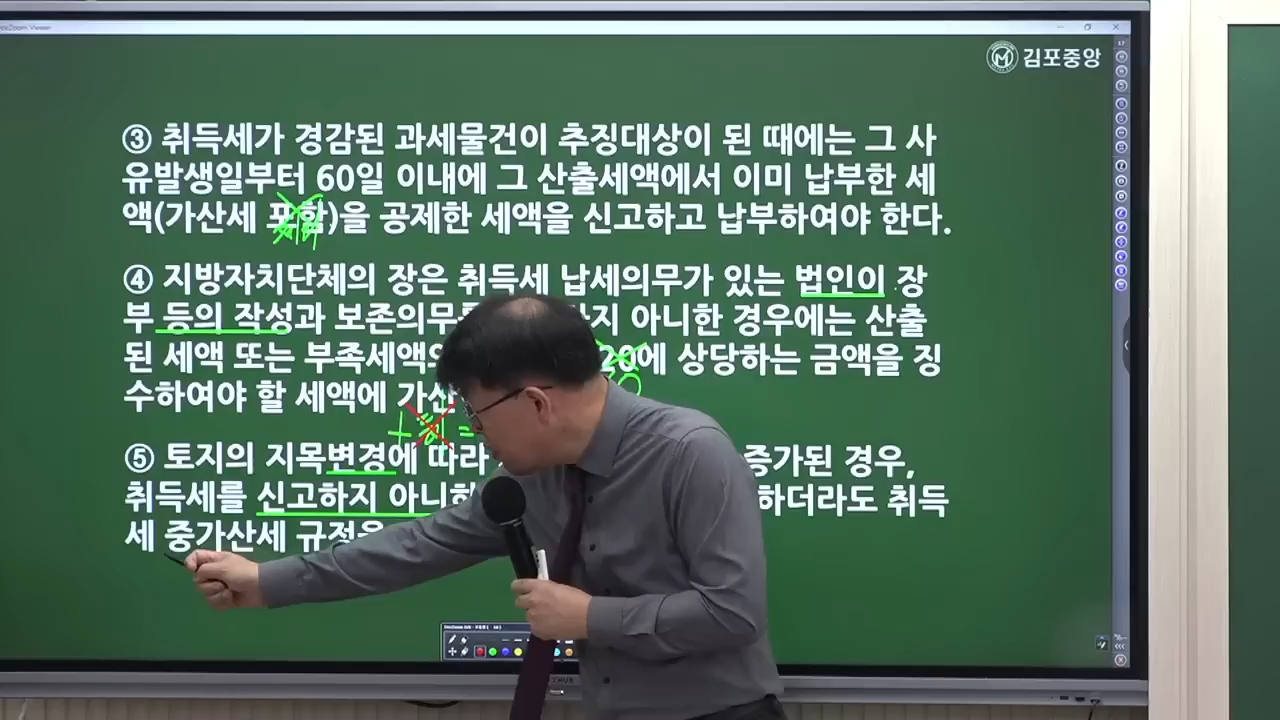 김포중앙
③ 취득세가 경감된 과세물건이 추징대상이 된 때에는 그 사
유발생일부터 60일 이내에 그 산출세액에서 이미 납부한 세
액(가산세 포함)을 공제한 세액을 신고하고 납부하여야 한다.
제외
④ 지방자치단체의 장은 취득세 납세의무가 있는 법인이 장
부 등의 작성과 보존의무를 아니한 경우에는 산출
된 세액 또는 부족세액의 20에 상당하는 금액을 징
수하여야 할 세액에 가산
⑤ 토지의 지목변경에 따라 증가된 경우,
취득세를 신고하지 아니하 하더라도 취득
세 중가산세 규정을